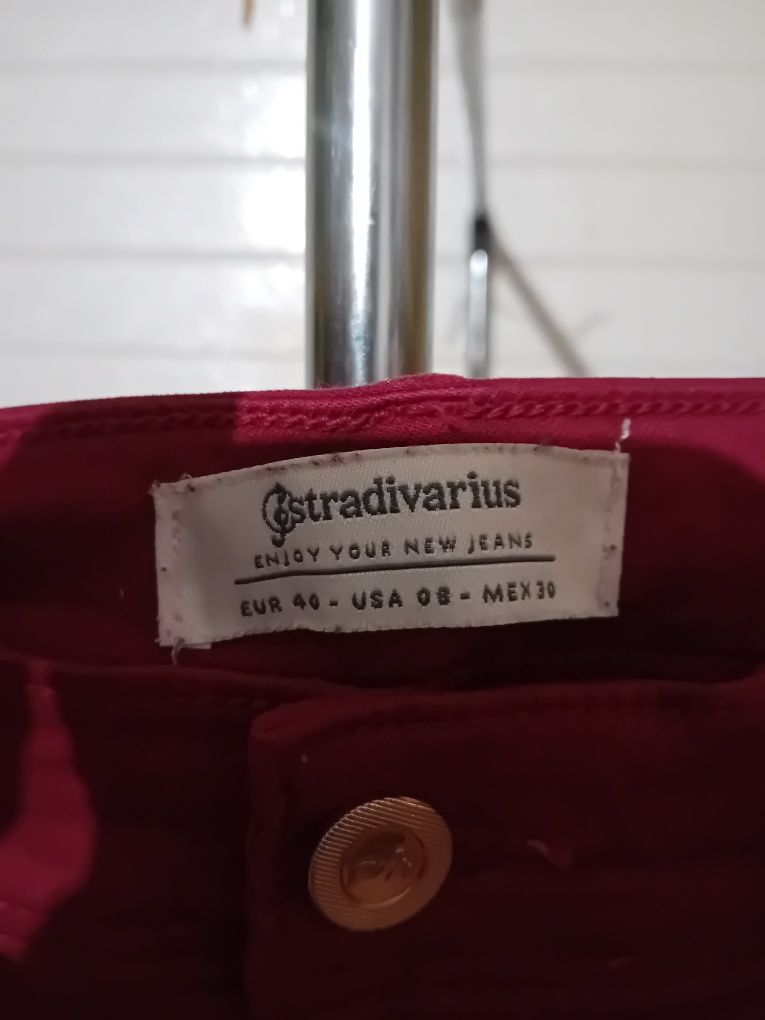 stradivarius
ENJOY YOUR NEW JEANS
EUR 40 - USA 08 - MEX 30